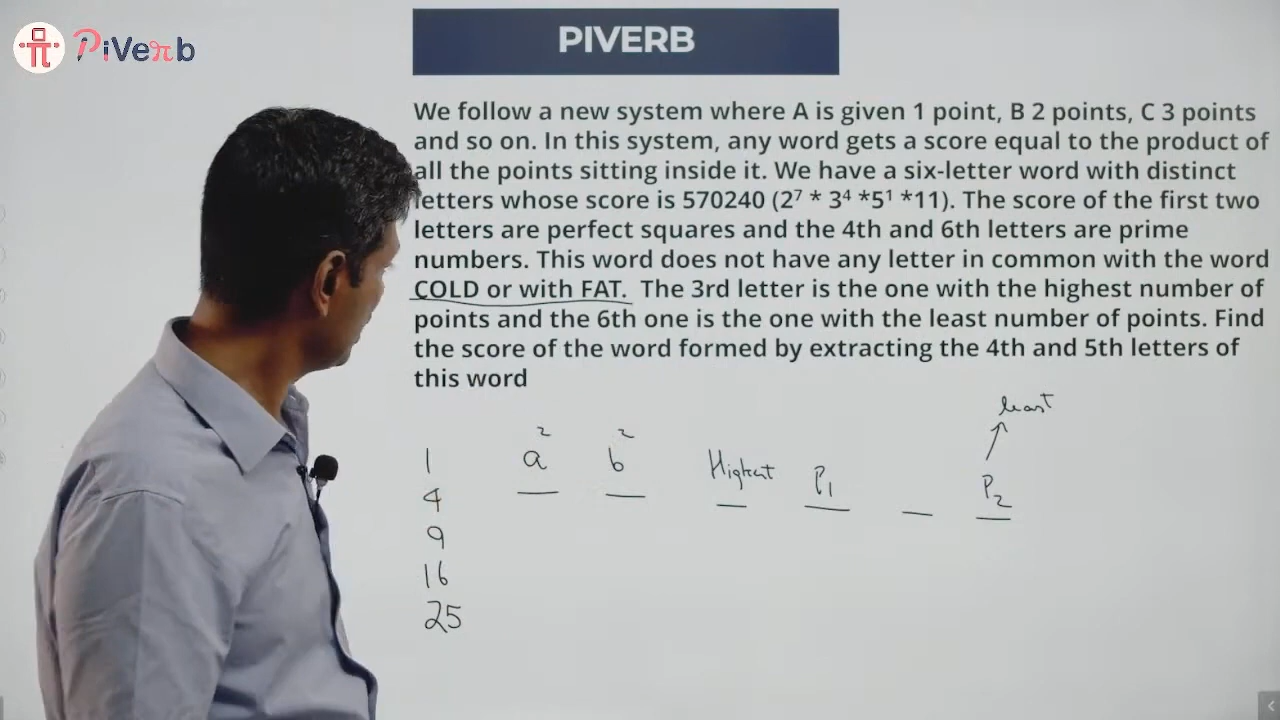 PiVerb
PIVERB
We follow a new system where A is given 1 point, B 2 points, C 3 points
and so on. In this system, any word gets a score equal to the product of
all the points sitting inside it. We have a six-letter word with distinct
letters whose score is 570240 (2⁷ * 3⁴ *5¹ *11). The score of the first two
letters are perfect squares and the 4th and 6th letters are prime
numbers. This word does not have any letter in common with the word
COLD or with FAT. The 3rd letter is the one with the highest number of
points and the 6th one is the one with the least number of points. Find
the score of the word formed by extracting the 4th and 5th letters of
this word
least
1 a² b² Highest P₁ P₂
4
9
16
25